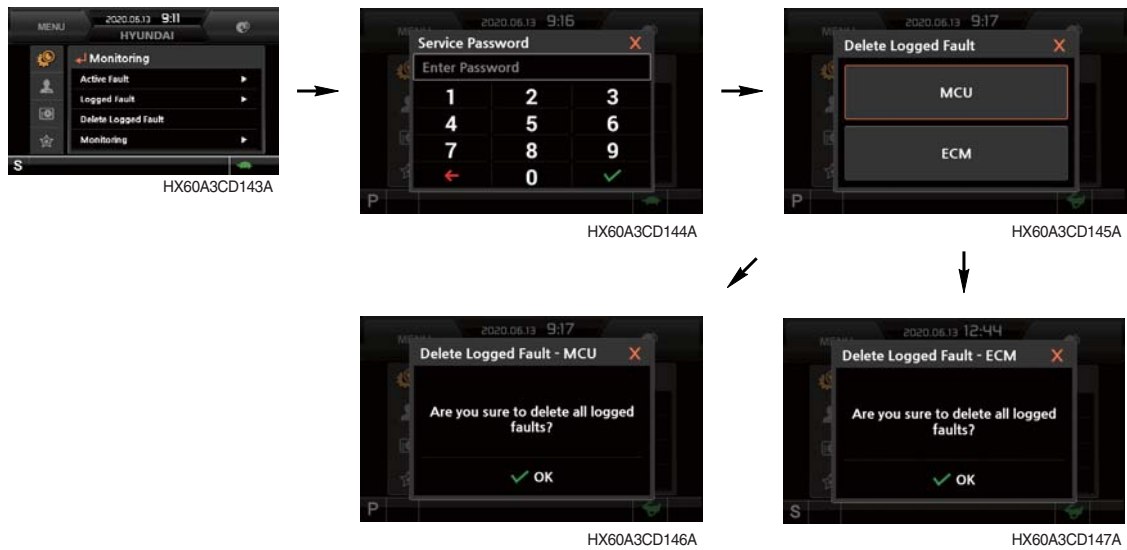 MENU
2020.06.13 9:11
HYUNDAI
Monitoring
Active Fault
Logged Fault
Delete Logged Fault
Monitoring
S
HX60A3CD143A
2020.06.13 9:16
Service Password X
Enter Password
1 2 3
4 5 6
7 8 9
0
P
HX60A3CD144A
2020.06.13 9:17
Delete Logged Fault X
MCU
ECM
P
HX60A3CD145A
2020.06.13 9:17
MENU
Delete Logged Fault - MCU X
Are you sure to delete all logged
faults?
OK
P
HX60A3CD146A
2020.06.13 12:44
Delete Logged Fault - ECM X
Are you sure to delete all logged
faults?
OK
S
HX60A3CD147A